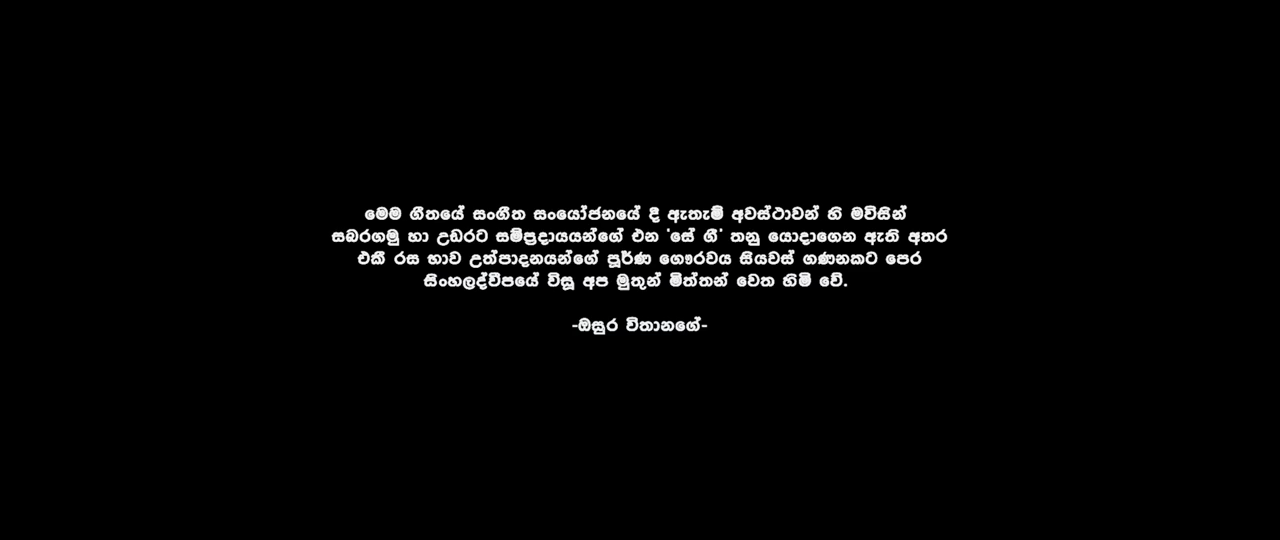 මෙම ගීතයේ සංගීත සංයෝජනයේ දී ඇතැම් අවස්ථාවන් හි මවිසින්
සබරගමු හා උඩරට සම්ප්‍රදායයන්ගේ එන 'සේ ගී' තනු යොදාගෙන ඇති අතර
එකී රස භාව උත්පාදනයන්ගේ පූර්ණ ගෞරවය සියවස් ගණනකට පෙර
සිංහලද්වීපයේ විසූ අප මුතුන් මිත්තන් වෙත හිමි වේ.
-ඔසුර විතානගේ-